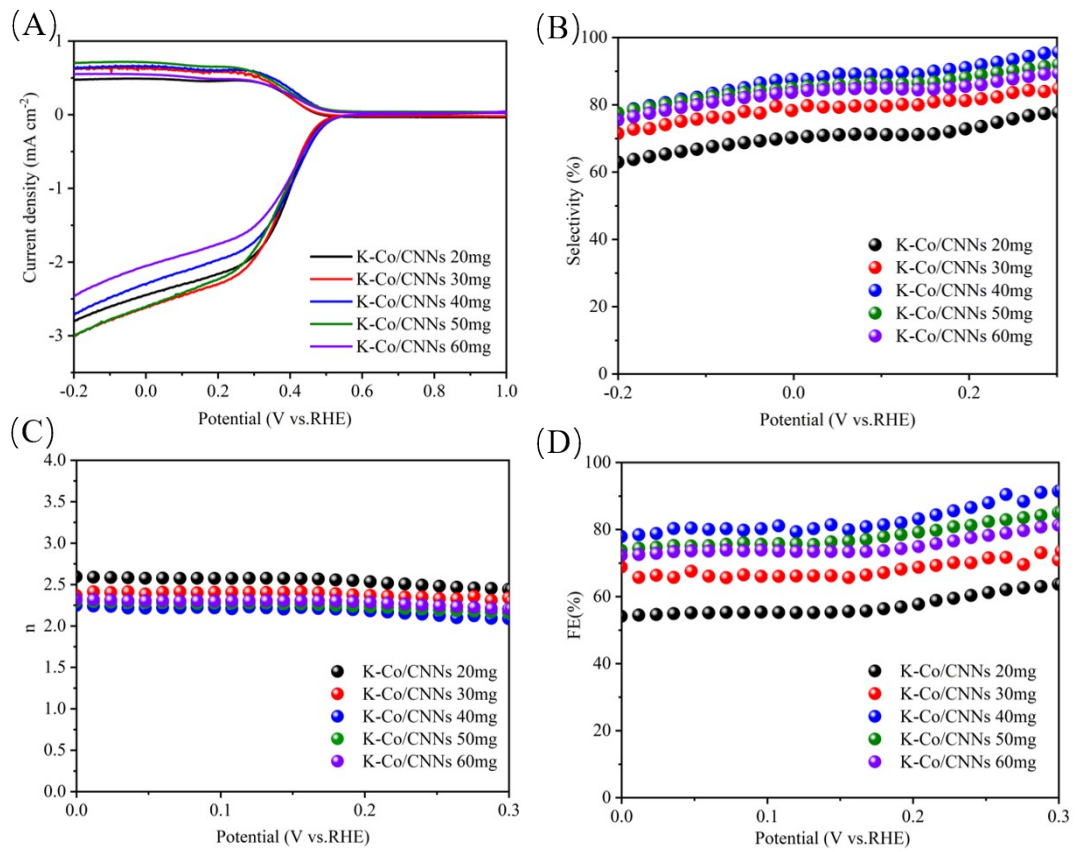 (A)
Current density (mA cm⁻²)
1
0
-1
-2
-3
-0.2 0.0 0.2 0.4 0.6 0.8 1.0
Potential (V vs.RHE)
K-Co/CNNs 20mg
K-Co/CNNs 30mg
K-Co/CNNs 40mg
K-Co/CNNs 50mg
K-Co/CNNs 60mg
(B)
Selectivity (%)
100
80
60
40
20
0
-0.2 0.0 0.2
Potential (V vs.RHE)
K-Co/CNNs 20mg
K-Co/CNNs 30mg
K-Co/CNNs 40mg
K-Co/CNNs 50mg
K-Co/CNNs 60mg
(C)
n
4.0
3.5
3.0
2.5
2.0
1.5
1.0
0.5
0.0
0.0 0.1 0.2 0.3
Potential (V vs.RHE)
K-Co/CNNs 20mg
K-Co/CNNs 30mg
K-Co/CNNs 40mg
K-Co/CNNs 50mg
K-Co/CNNs 60mg
(D)
FE(%)
100
80
60
40
20
0
0.0 0.1 0.2 0.3
Potential (V vs.RHE)
K-Co/CNNs 20mg
K-Co/CNNs 30mg
K-Co/CNNs 40mg
K-Co/CNNs 50mg
K-Co/CNNs 60mg